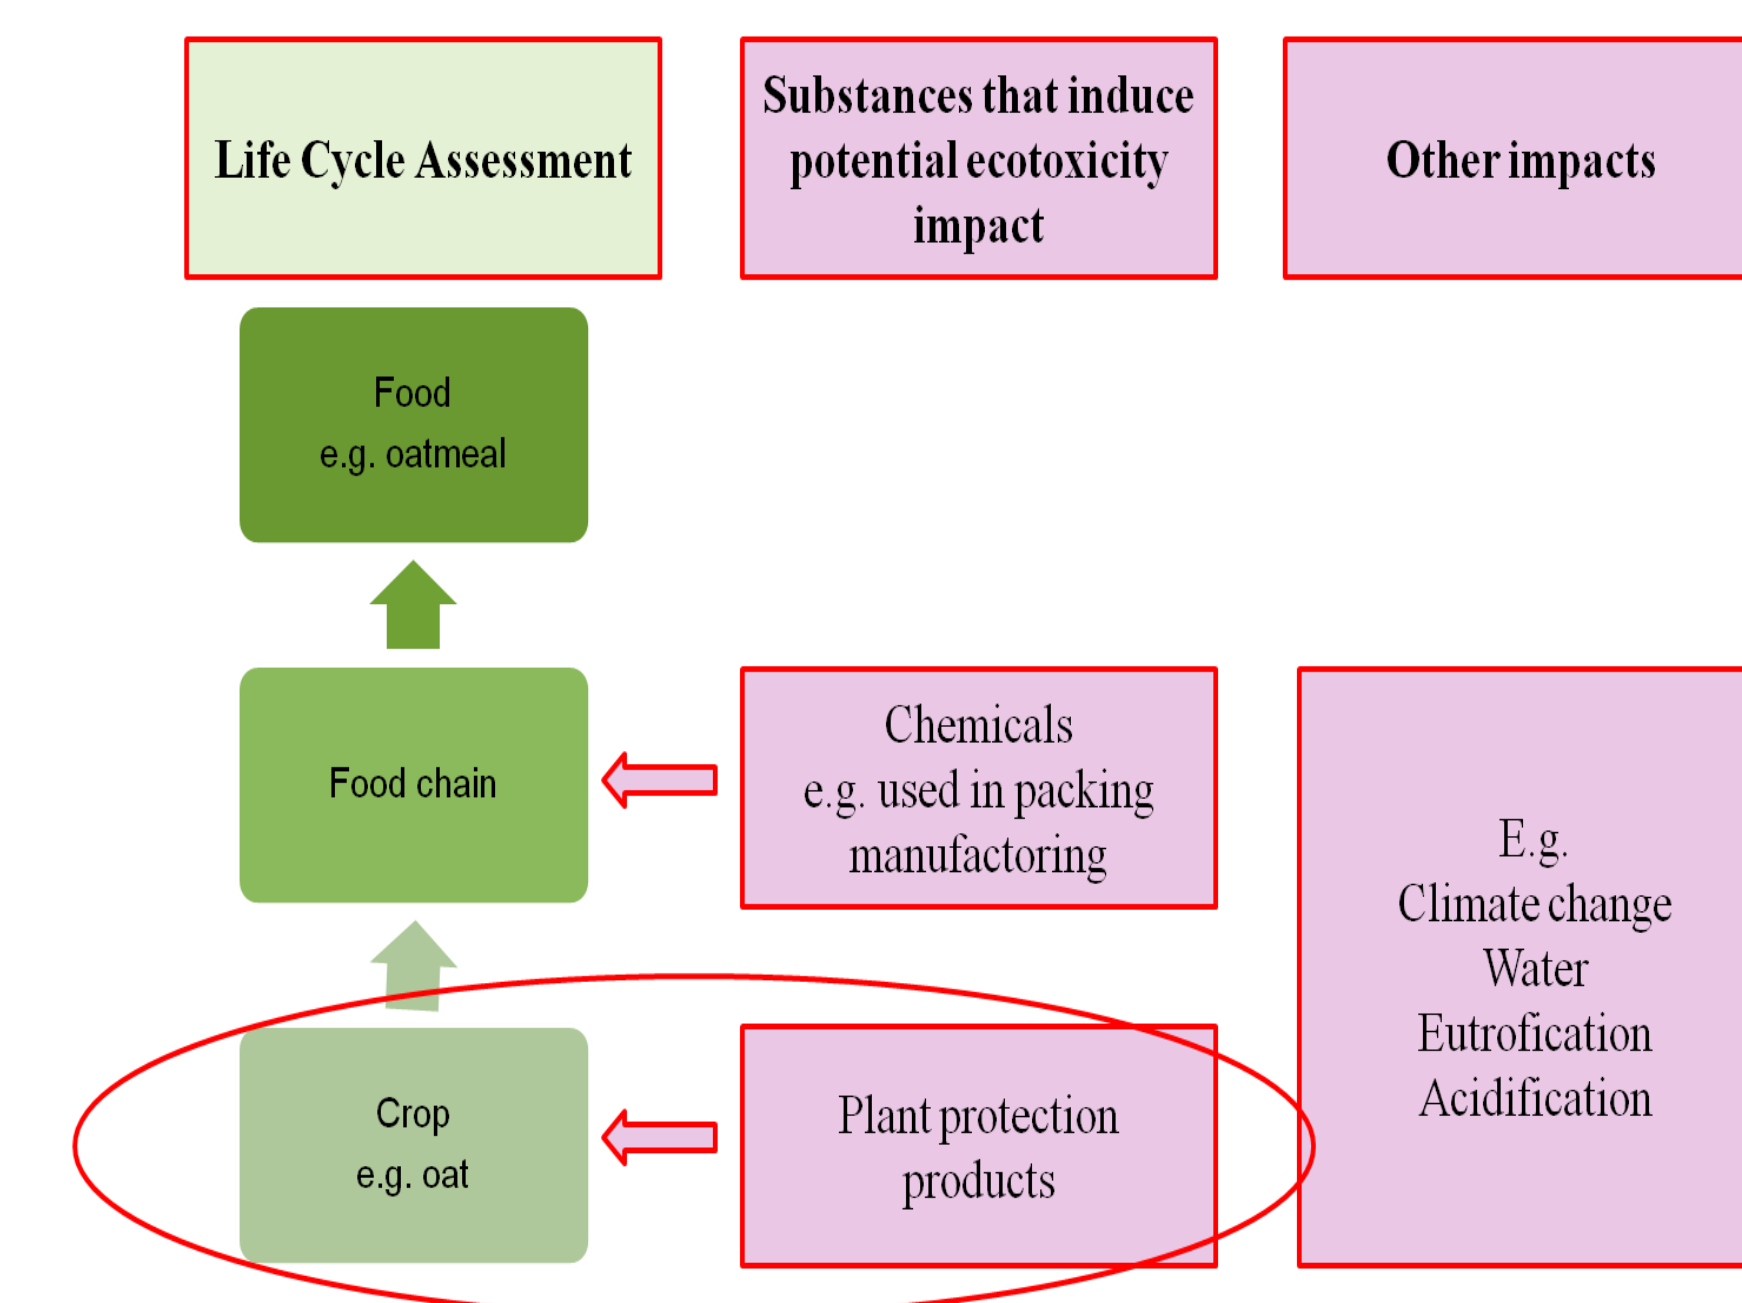 Life Cycle Assessment
Substances that induce
potential ecotoxicity
impact
Other impacts
Food
e.g. oatmeal
Food chain
Chemicals
e.g. used in packing
manufactoring
E.g.
Climate change
Water
Eutrofication
Acidification
Crop
e.g. oat
Plant protection
products